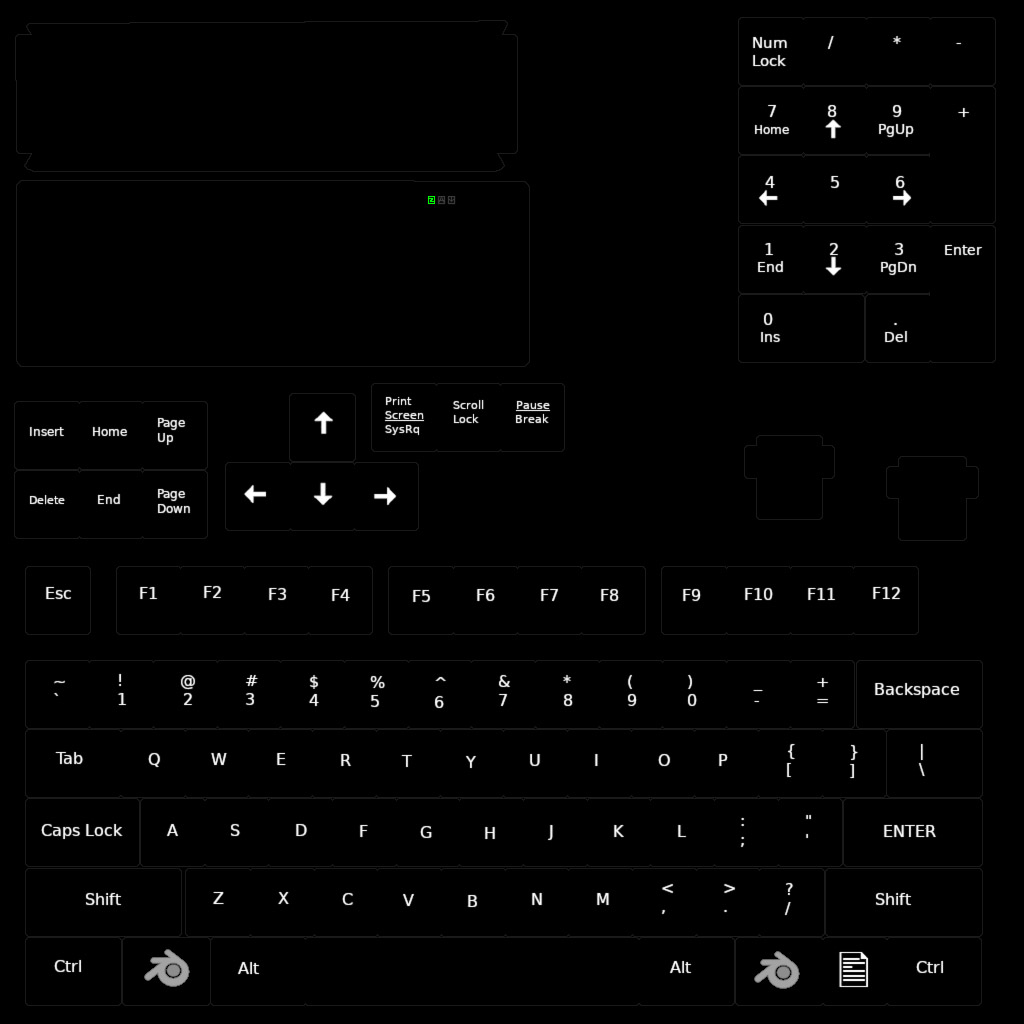 Num Lock / * -
7 Home 8 9 PgUp +
4 5 6
1 End 2 3 PgDn Enter
0 Ins . Del
Print Screen SysRq Scroll Lock Pause Break
Insert Home Page Up
Delete End Page Down
Esc F1 F2 F3 F4 F5 F6 F7 F8 F9 F10 F11 F12
~ ! @ # $ % ^ & * ( ) _ +
` 1 2 3 4 5 6 7 8 9 0 - = Backspace
Tab Q W E R T Y U I O P { [ } ] | \
Caps Lock A S D F G H J K L : ; " ' ENTER
Shift Z X C V B N M < , > . ? / Shift
Ctrl Alt Alt Ctrl